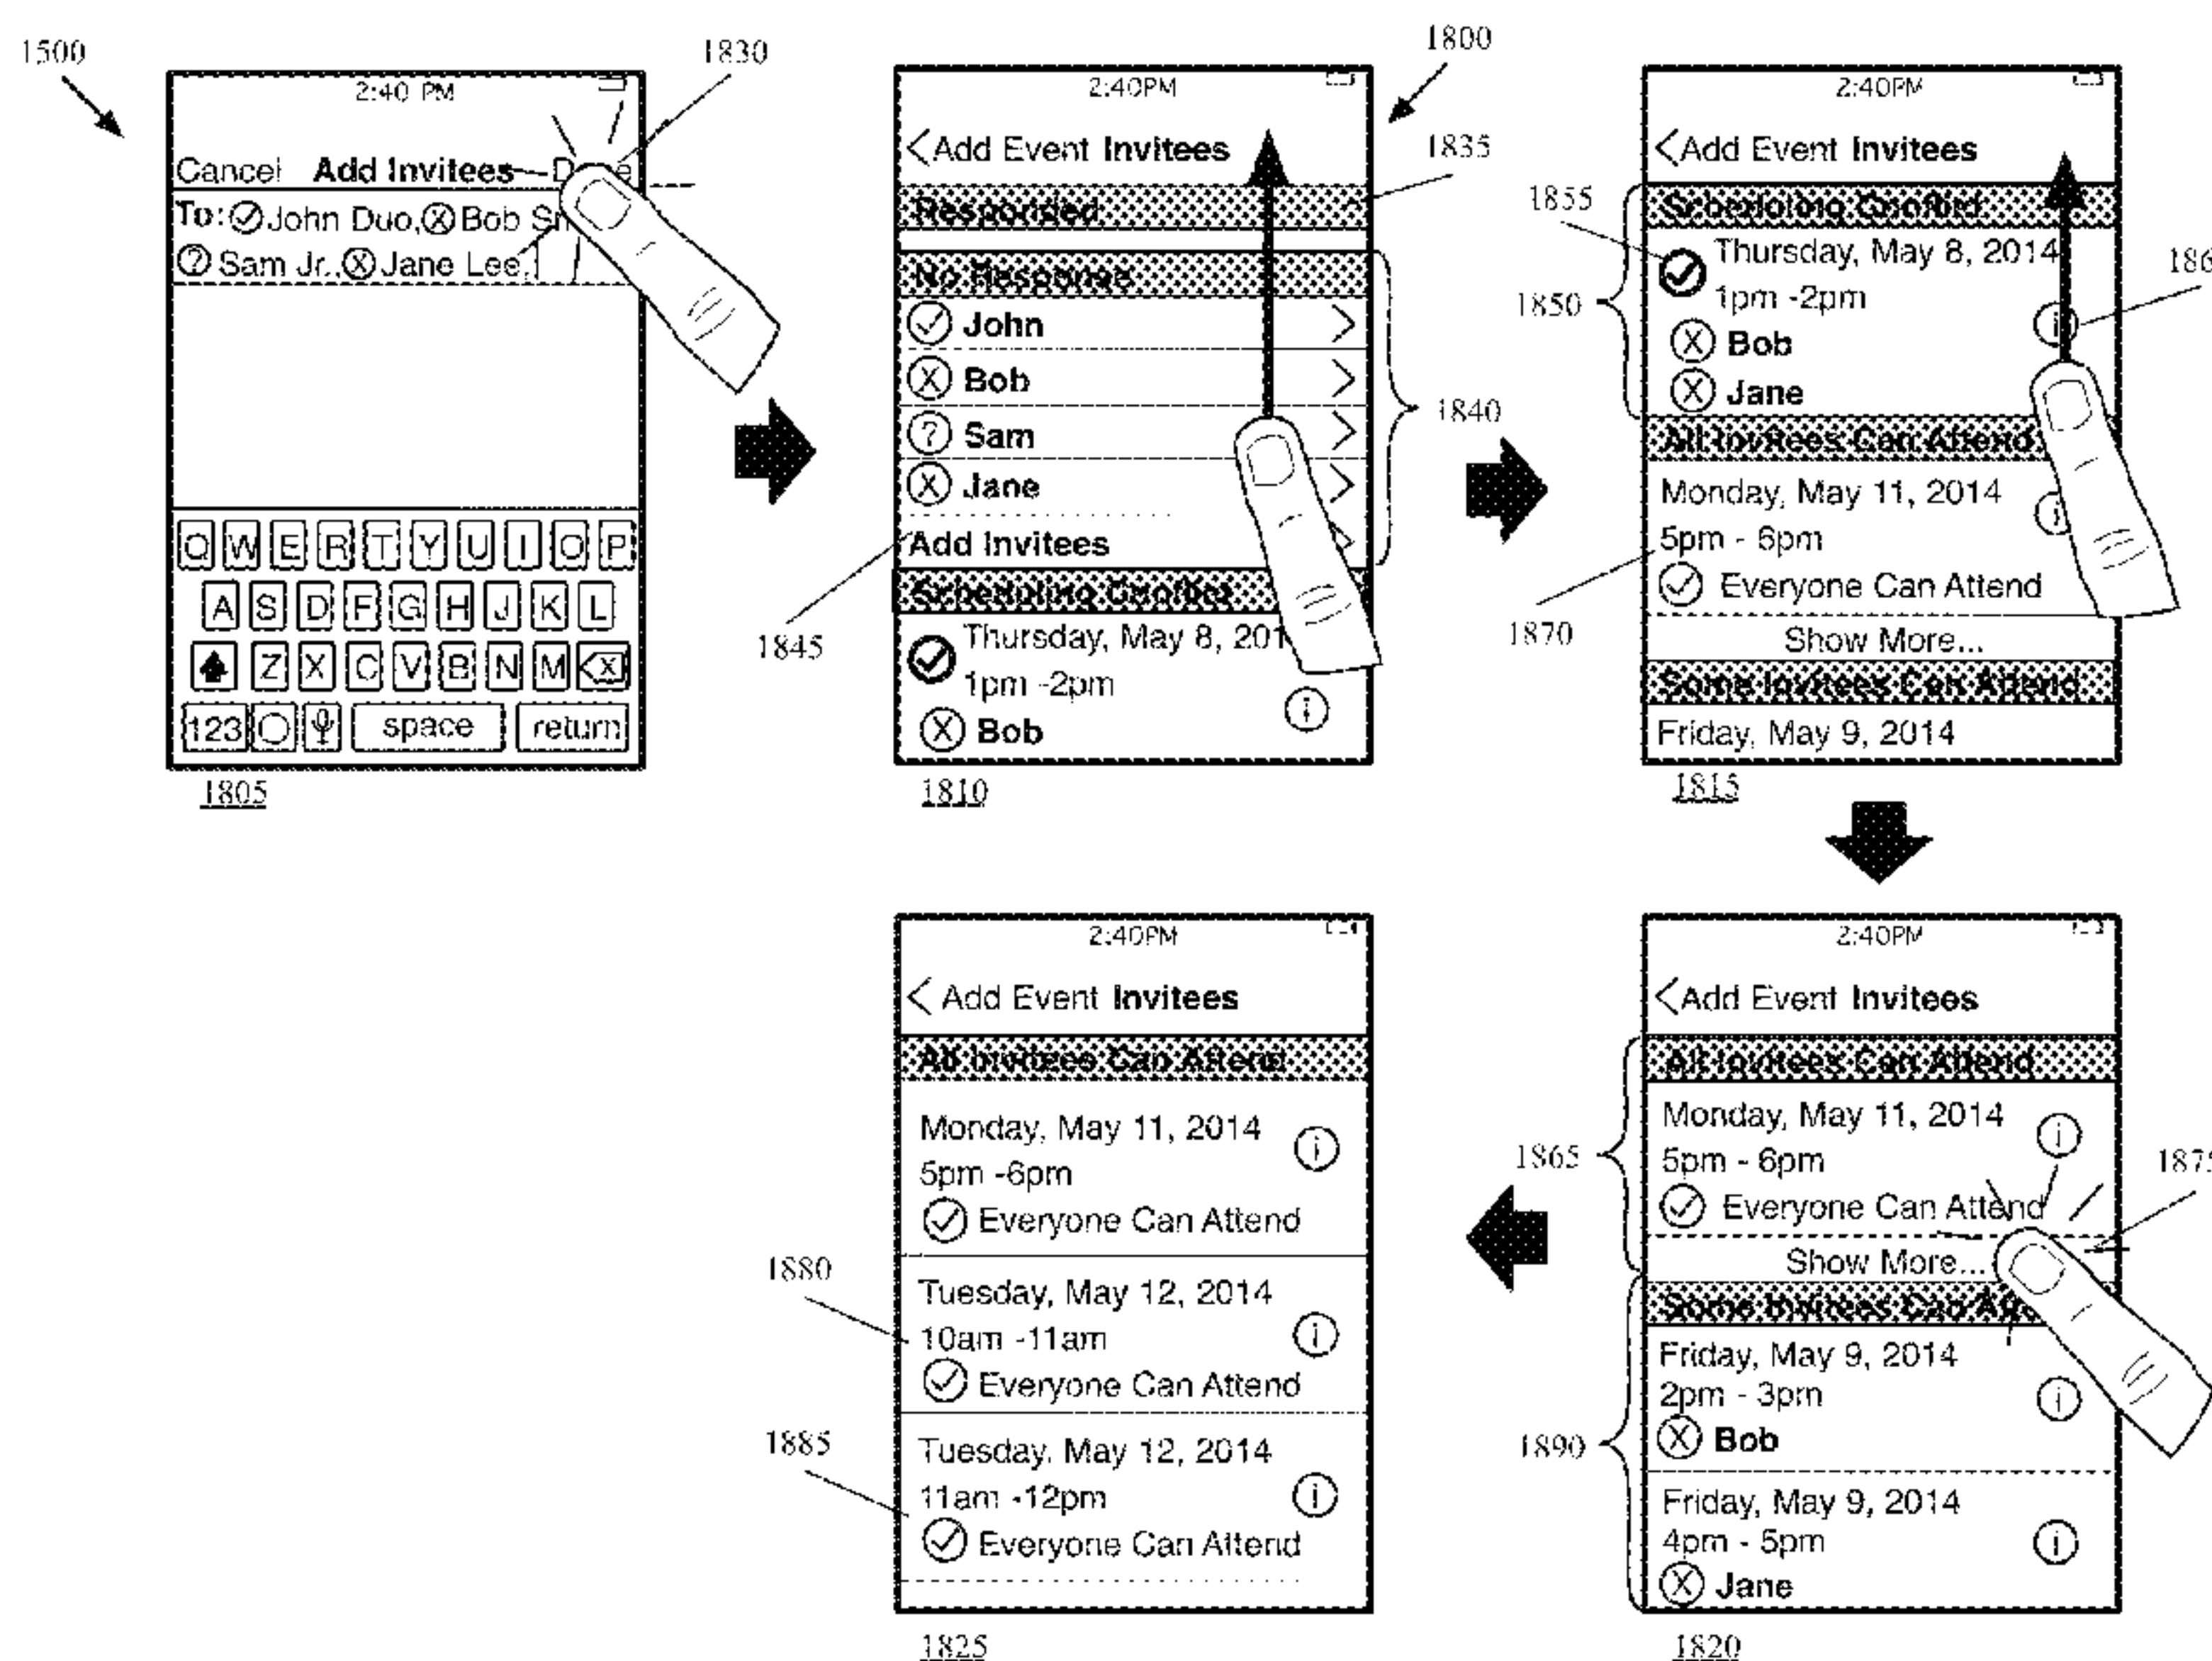 1500
1830
2:40 PM
Cancel Add Invitees
To: John Duo, Bob
? Sam Jr., X Jane Lee,
Q W E R T Y U I O P
A S D F G H J K L
Z X C V B N M X
123 space return
1805
1800
1835
2:40PM
<Add Event Invitees
Responded
No Response
John >
X Bob >
? Sam >
X Jane >
Add Invitees
1840
1845
Scheduling Conflict
Thursday, May 8, 201
1pm -2pm
X Bob i
1810
2:40PM
<Add Event Invitees
1855
Scheduling Conflict
Thursday, May 8, 2014
1pm -2pm
1850
X Bob i
X Jane
All Invitees Can Attend
Monday, May 11, 2014
5pm - 6pm i
Everyone Can Attend
1870
Show More...
Some Invitees Can Attend
Friday, May 9, 2014
1815
2:40PM
< Add Event Invitees
All Invitees Can Attend
Monday, May 11, 2014
5pm -6pm i
Everyone Can Attend
1880
Tuesday, May 12, 2014
10am -11am i
Everyone Can Attend
1885
Tuesday, May 12, 2014
11am -12pm i
Everyone Can Attend
1825
2:40PM
<Add Event Invitees
All Invitees Can Attend
1865
Monday, May 11, 2014
5pm - 6pm i
Everyone Can Attend
1875
Show More...
Some Invitees Can
Friday, May 9, 2014
2pm - 3pm i
X Bob
1890
Friday, May 9, 2014
4pm - 5pm i
X Jane
1820